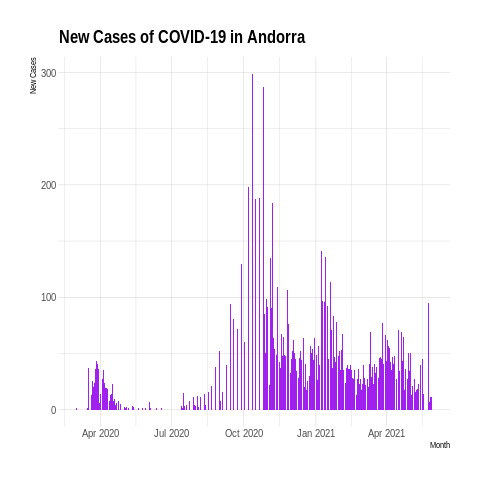 New Cases of COVID-19 in Andorra
New Cases
300
200
100
0
Apr 2020 Jul 2020 Oct 2020 Jan 2021 Apr 2021
Month